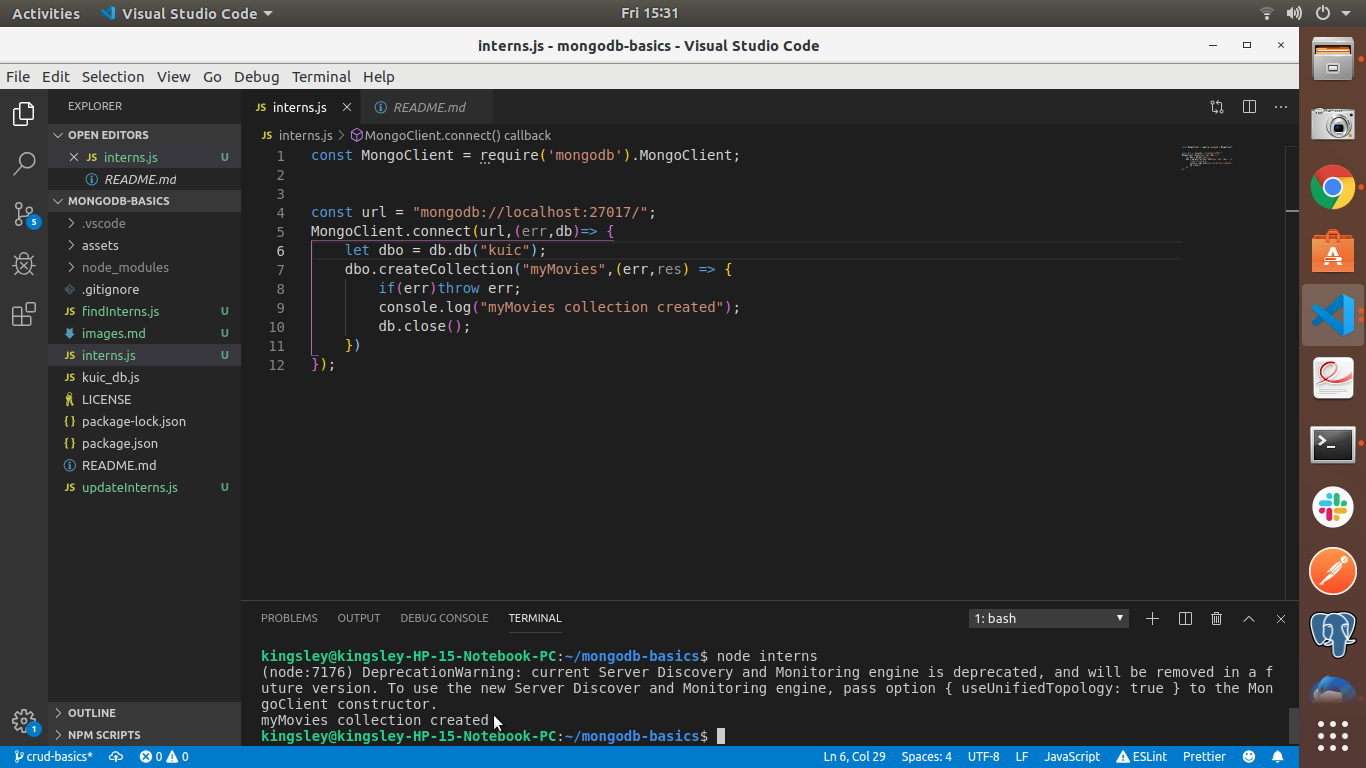 Activities Visual Studio Code Fri 15:31
interns.js - mongodb-basics - Visual Studio Code
File Edit Selection View Go Debug Terminal Help
EXPLORER
OPEN EDITORS
interns.js U
README.md
MONGODB-BASICS
.vscode
assets
node_modules
.gitignore
JS findInterns.js U
images.md U
JS interns.js U
JS kuic_db.js
LICENSE
{} package-lock.json
{} package.json
README.md
JS updateInterns.js U
OUTLINE
NPM SCRIPTS
5
1
JS interns.js README.md
JS interns.js > MongoClient.connect() callback
1 const MongoClient = require('mongodb').MongoClient;
2
3
4 const url = "mongodb://localhost:27017/";
5 MongoClient.connect(url,(err,db)=> {
6 let dbo = db.db("kuic");
7 dbo.createCollection("myMovies",(err,res) => {
8 if(err)throw err;
9 console.log("myMovies collection created");
10 db.close();
11 })
12 });
PROBLEMS OUTPUT DEBUG CONSOLE TERMINAL 1: bash
kingsley@kingsley-HP-15-Notebook-PC:~/mongodb-basics$ node interns
(node:7176) DeprecationWarning: current Server Discovery and Monitoring engine is deprecated, and will be removed in a f
uture version. To use the new Server Discover and Monitoring engine, pass option { useUnifiedTopology: true } to the Mon
goClient constructor.
myMovies collection created
kingsley@kingsley-HP-15-Notebook-PC:~/mongodb-basics$
crud-basics* 0 0 Ln 6, Col 29 Spaces: 4 UTF-8 LF JavaScript ESLint Prettier